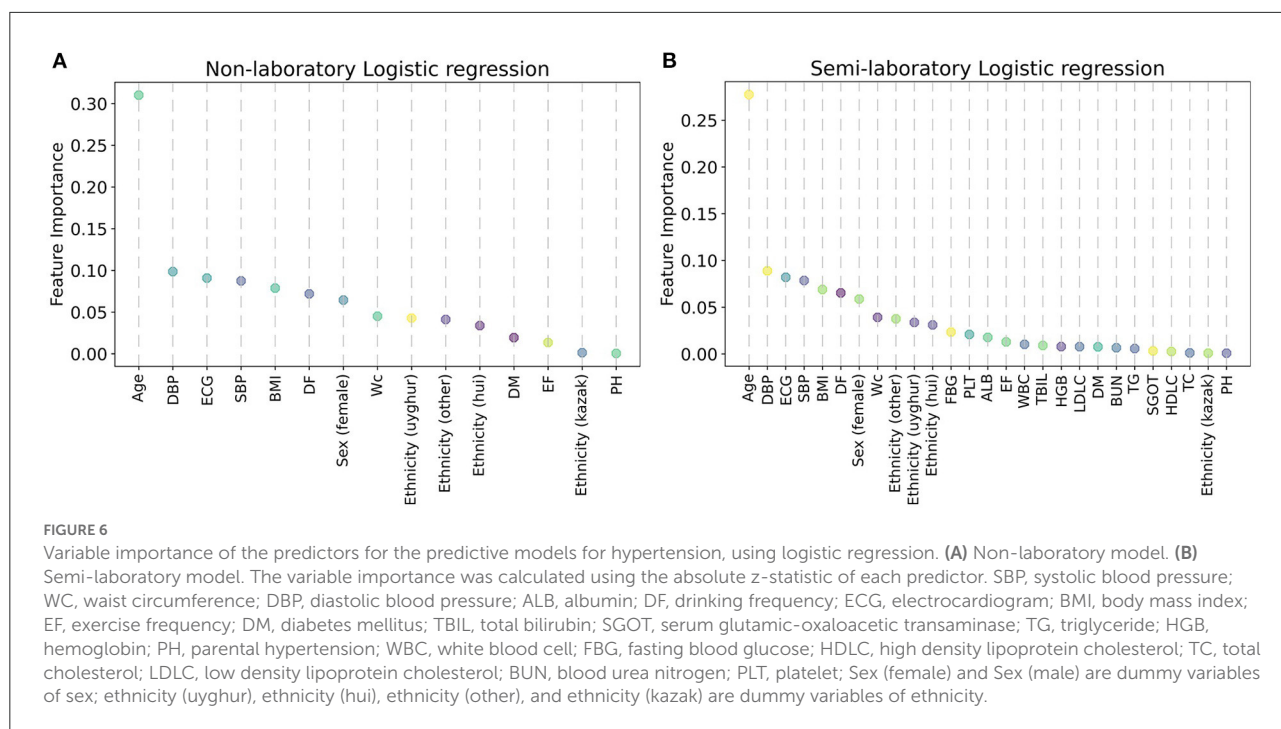 A
Non-laboratory Logistic regression
Feature Importance
0.30
0.25
0.20
0.15
0.10
0.05
0.00
Age
DBP
ECG
SBP
BMI
DF
Sex (female)
Wc
Ethnicity (uyghur)
Ethnicity (other)
Ethnicity (hui)
DM
EF
Ethnicity (kazak)
PH
B
Semi-laboratory Logistic regression
Feature Importance
0.25
0.20
0.15
0.10
0.05
0.00
Age
DBP
ECG
SBP
BMI
DF
Sex (female)
Wc
Ethnicity (other)
Ethnicity (uyghur)
Ethnicity (hui)
FBG
PLT
ALB
EF
WBC
TBIL
HGB
LDLC
DM
BUN
TG
SGOT
HDLC
TC
Ethnicity (kazak)
PH
FIGURE 6
Variable importance of the predictors for the predictive models for hypertension, using logistic regression. (A) Non-laboratory model. (B)
Semi-laboratory model. The variable importance was calculated using the absolute z-statistic of each predictor. SBP, systolic blood pressure;
WC, waist circumference; DBP, diastolic blood pressure; ALB, albumin; DF, drinking frequency; ECG, electrocardiogram; BMI, body mass index;
EF, exercise frequency; DM, diabetes mellitus; TBIL, total bilirubin; SGOT, serum glutamic-oxaloacetic transaminase; TG, triglyceride; HGB,
hemoglobin; PH, parental hypertension; WBC, white blood cell; FBG, fasting blood glucose; HDLC, high density lipoprotein cholesterol; TC, total
cholesterol; LDLC, low density lipoprotein cholesterol; BUN, blood urea nitrogen; PLT, platelet; Sex (female) and Sex (male) are dummy variables
of sex; ethnicity (uyghur), ethnicity (hui), ethnicity (other), and ethnicity (kazak) are dummy variables of ethnicity.